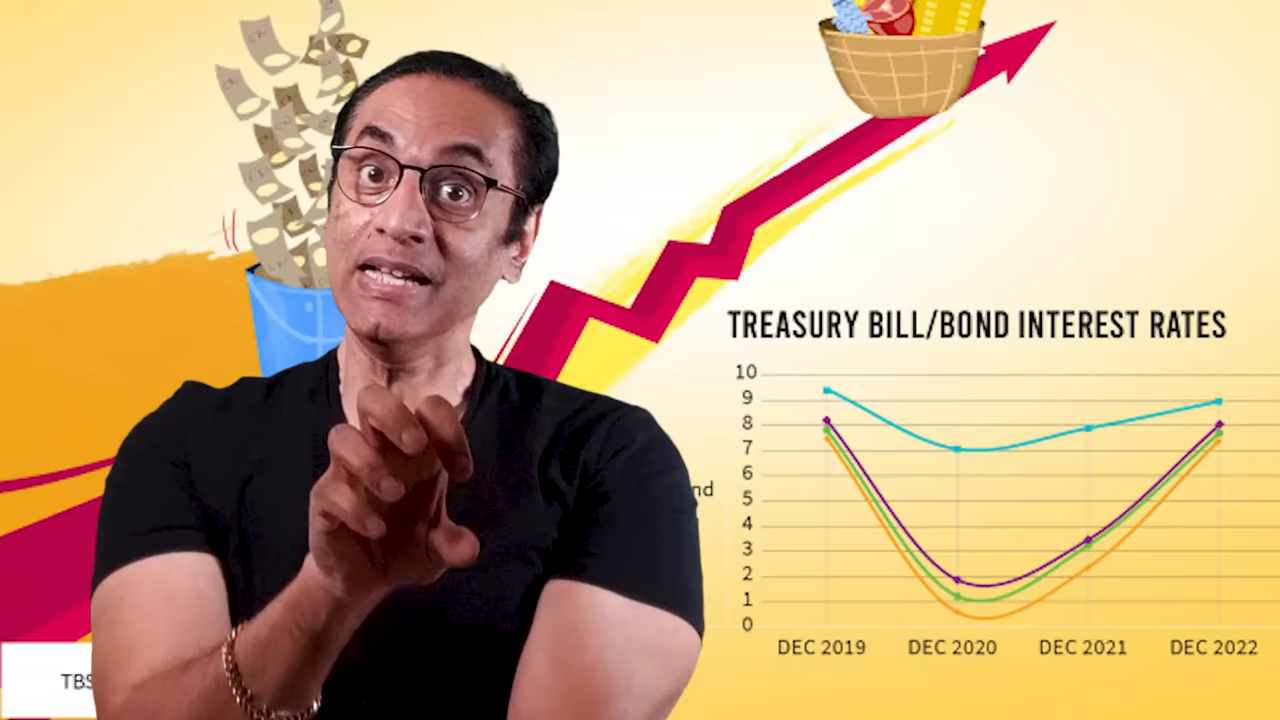 TREASURY BILL/BOND INTEREST RATES
10
9
8
7
6
5
4
3
2
1
0
DEC 2019 DEC 2020 DEC 2021 DEC 2022
nd
TBS